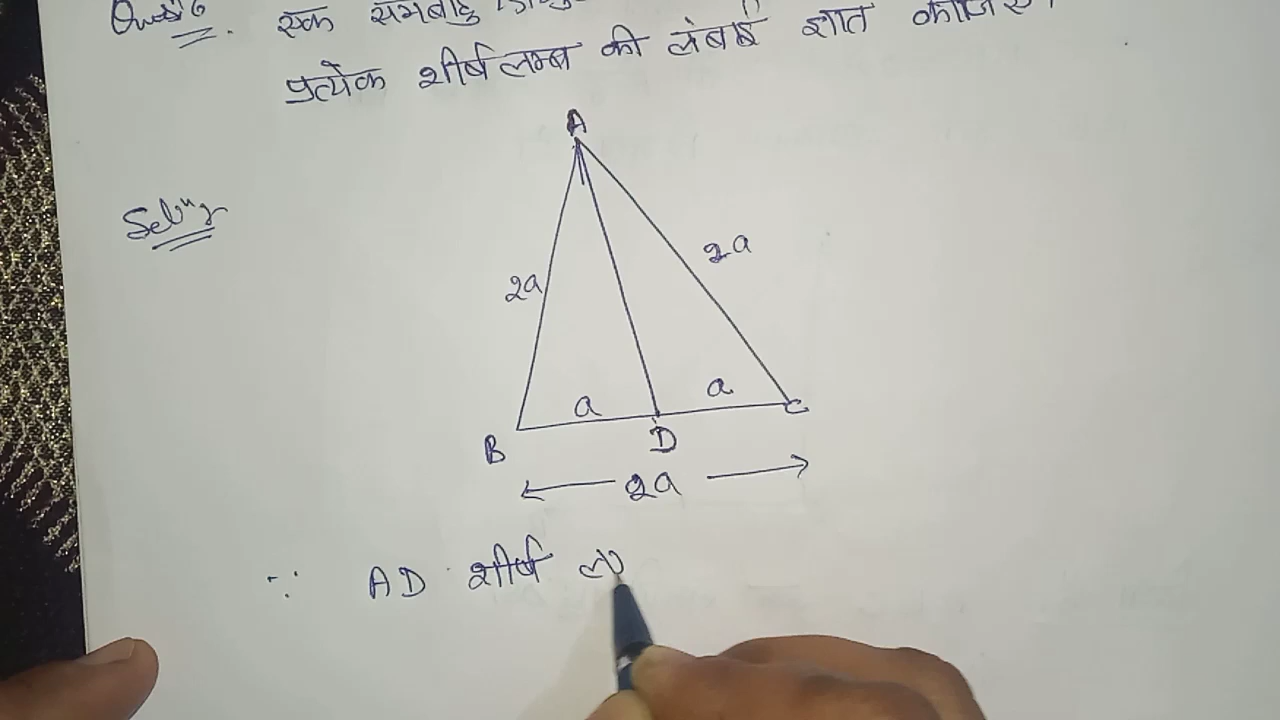 Ques:6 एक समबाहु
प्रत्येक शीर्षलम्ब की लंबाई ज्ञात कीजिए।
A
Solⁿ
2a
2a
a
a
B
D
C
2a
∵ AD शीर्ष